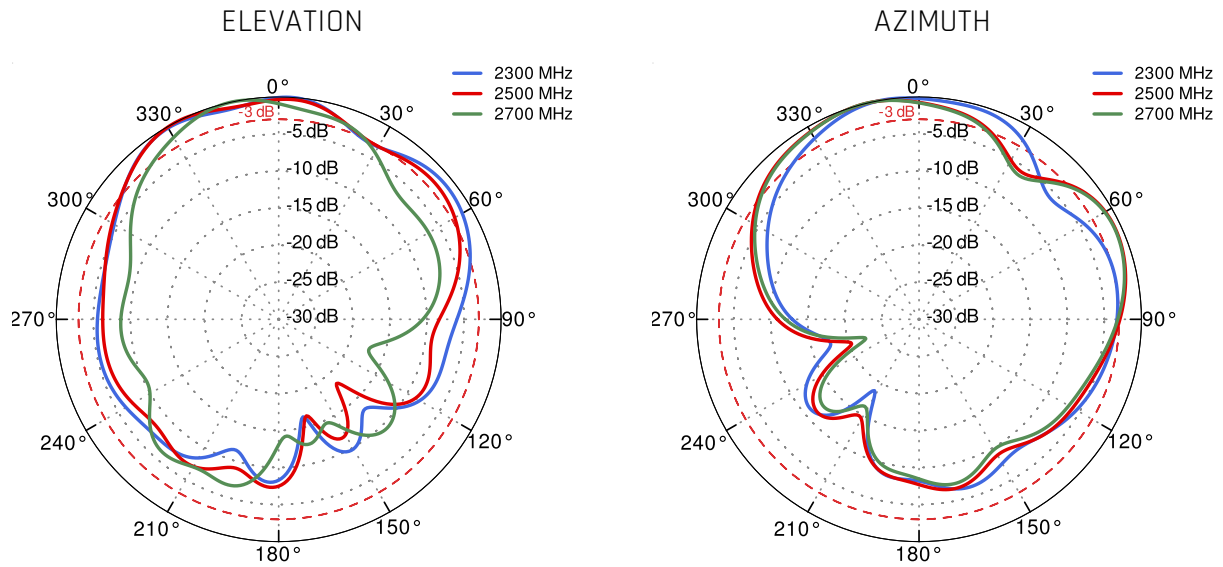 ELEVATION
2300 MHz
2500 MHz
2700 MHz
0°
30°
60°
90°
120°
150°
180°
210°
240°
270°
300°
330°
-3 dB
-5 dB
-10 dB
-15 dB
-20 dB
-25 dB
-30 dB
AZIMUTH
2300 MHz
2500 MHz
2700 MHz
0°
30°
60°
90°
120°
150°
180°
210°
240°
270°
300°
330°
-3 dB
-5 dB
-10 dB
-15 dB
-20 dB
-25 dB
-30 dB